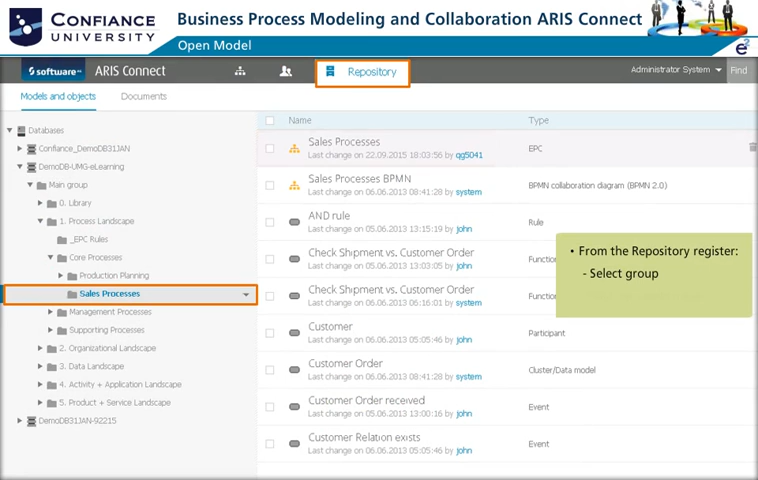 CONFIANCE
UNIVERSITY
Business Process Modeling and Collaboration ARIS Connect
Open Model
e2
software AG
ARIS Connect
Repository
Administrator System
Find
Models and objects
Documents
Databases
Confiance_DemoDB31JAN
DemoDB-UMG-eLearning
Main group
0. Library
1. Process Landscape
_EPC Rules
Core Processes
Production Planning
Sales Processes
Management Processes
Supporting Processes
2. Organizational Landscape
3. Data Landscape
4. Activity + Application Landscape
5. Product + Service Landscape
DemoDB31JAN-92215
Name Type
Sales Processes
Last change on 22.09.2015 18:03:56 by qg5041
EPC
Sales Processes BPMN
Last change on 06.06.2013 08:41:28 by system
BPMN collaboration diagram (BPMN 2.0)
AND rule
Last change on 05.06.2013 13:15:19 by john
Rule
Check Shipment vs. Customer Order
Last change on 05.06.2013 13:03:05 by john
Functio
Check Shipment vs. Customer Order
Last change on 06.06.2013 06:16:01 by system
Functio
Customer
Last change on 06.06.2013 05:05:46 by john
Participant
Customer Order
Last change on 06.06.2013 08:41:28 by system
Cluster/Data model
Customer Order received
Last change on 05.06.2013 13:00:16 by john
Event
Customer Relation exists
Last change on 06.06.2013 05:05:46 by john
Event
• From the Repository register:
- Select group